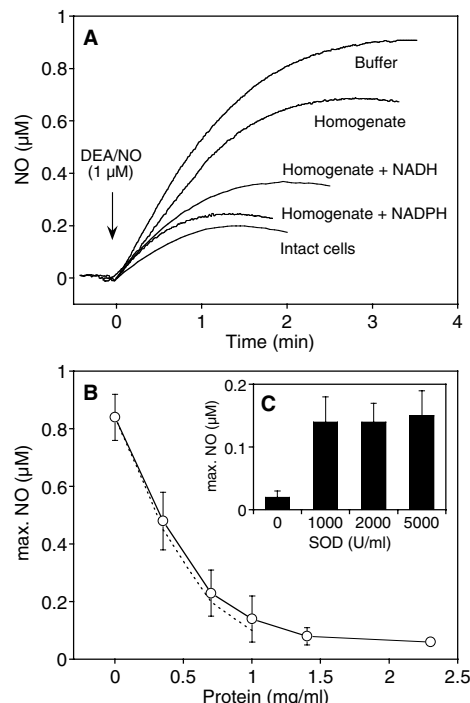 A
NO (µM)
1
0.8
0.6
0.4
0.2
0
DEA/NO
(1 µM)
Buffer
Homogenate
Homogenate + NADH
Homogenate + NADPH
Intact cells
0 1 2 3 4
Time (min)
B
max. NO (µM)
1
0.8
0.6
0.4
0.2
0
0 0.5 1 1.5 2 2.5
Protein (mg/ml)
C
max. NO (µM)
0.2
0.1
0
0 1000 2000 5000
SOD (U/ml)